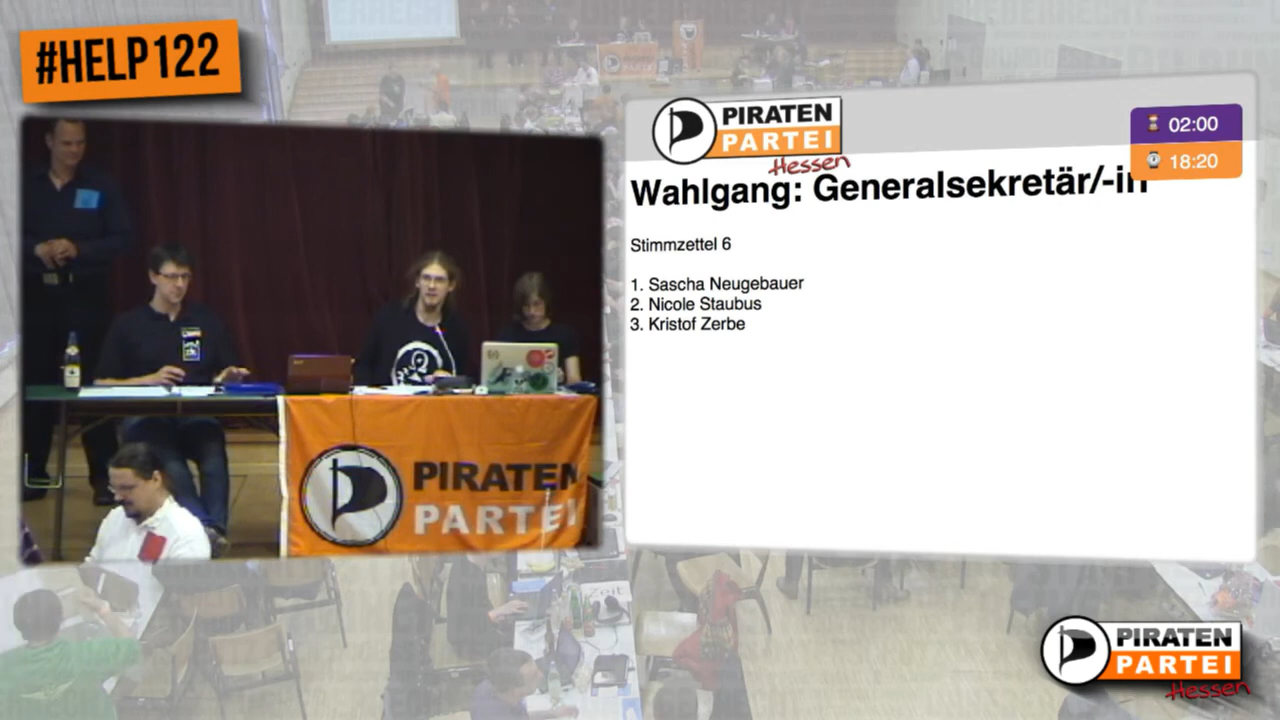 #HELP122
PIRATEN
PARTEI
Hessen
02:00
18:20
Wahlgang: Generalsekretär/-in
Stimmzettel 6
1. Sascha Neugebauer
2. Nicole Staubus
3. Kristof Zerbe
PIRATEN
PARTEI
PIRATEN
PARTEI
Hessen